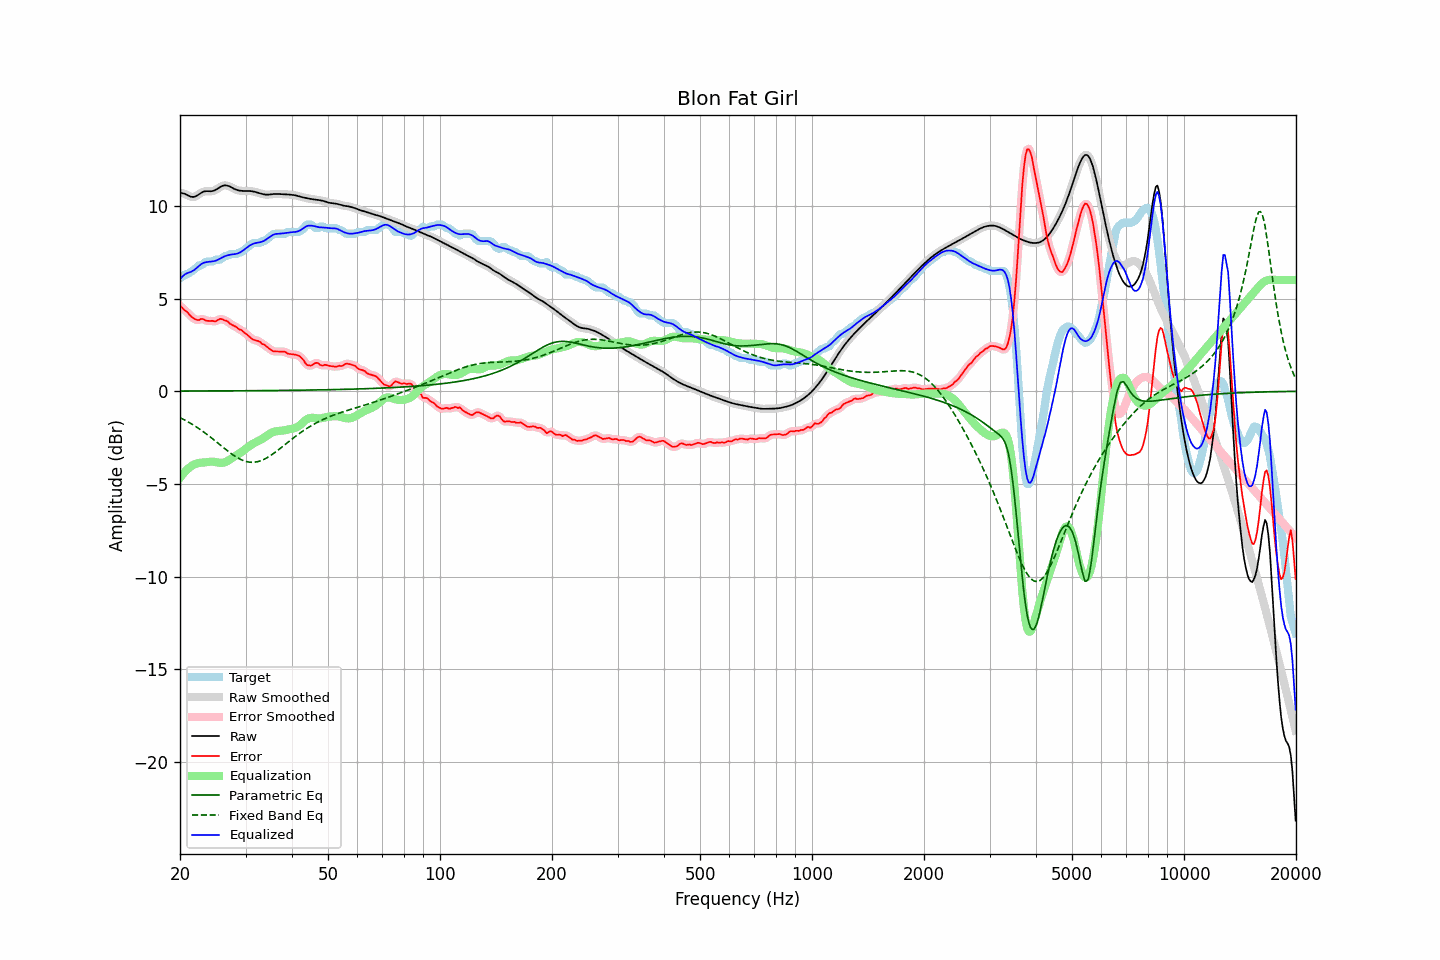 Blon Fat Girl
Amplitude (dBr)
10
5
0
−5
−10
−15
−20
Target
Raw Smoothed
Error Smoothed
Raw
Error
Equalization
Parametric Eq
Fixed Band Eq
Equalized
20 50 100 200 500 1000 2000 5000 10000 20000
Frequency (Hz)